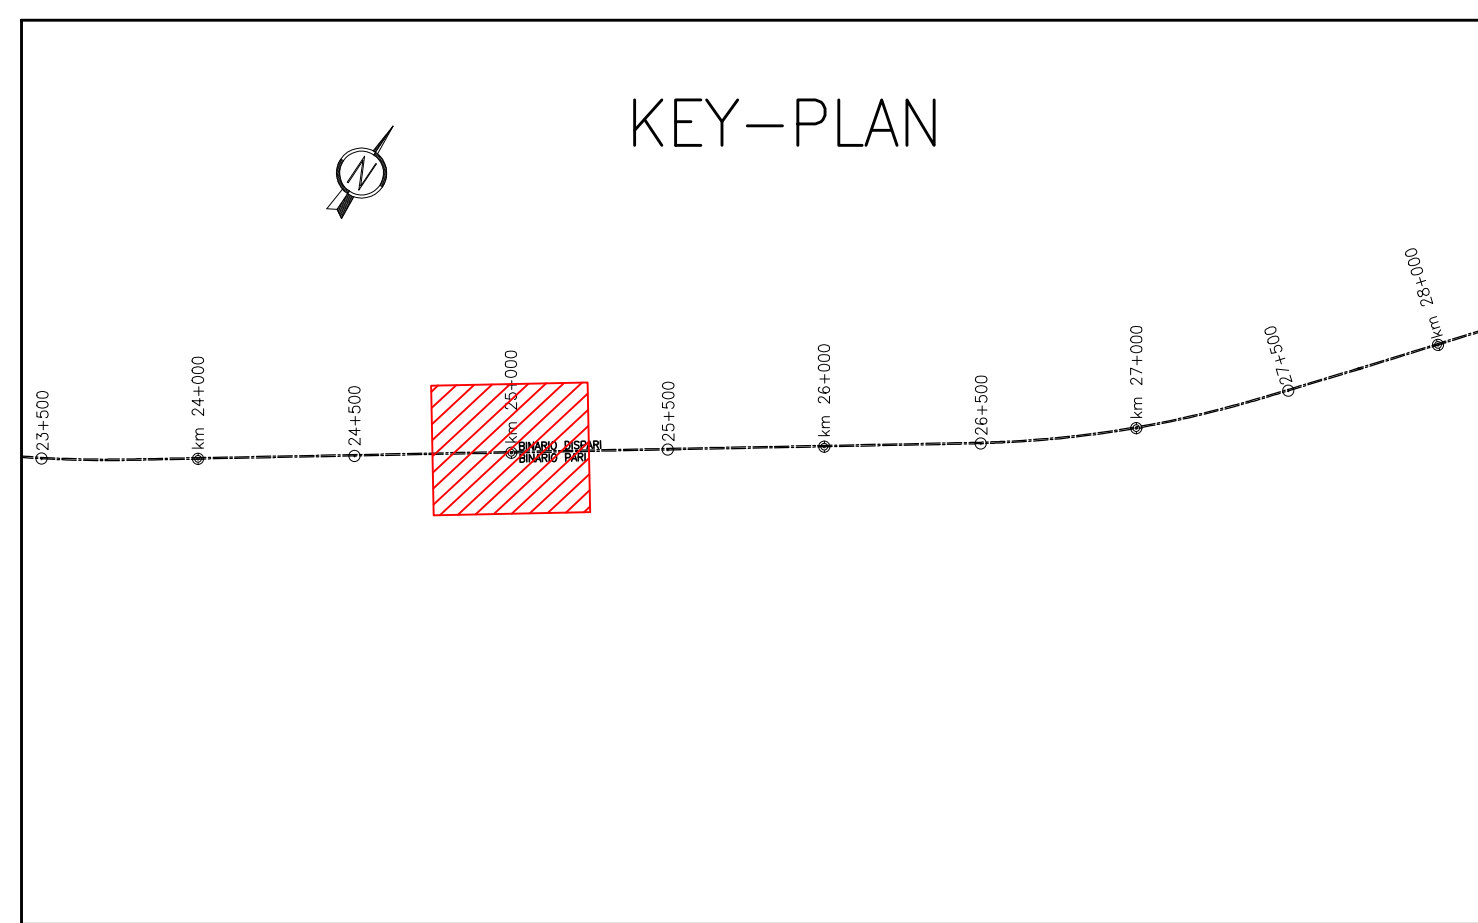 KEY-PLAN
N
23+500
km 24+000
24+500
km 25+000
BINARIO DISPARI
BINARIO PARI
25+500
km 26+000
26+500
km 27+000
27+500
km 28+000